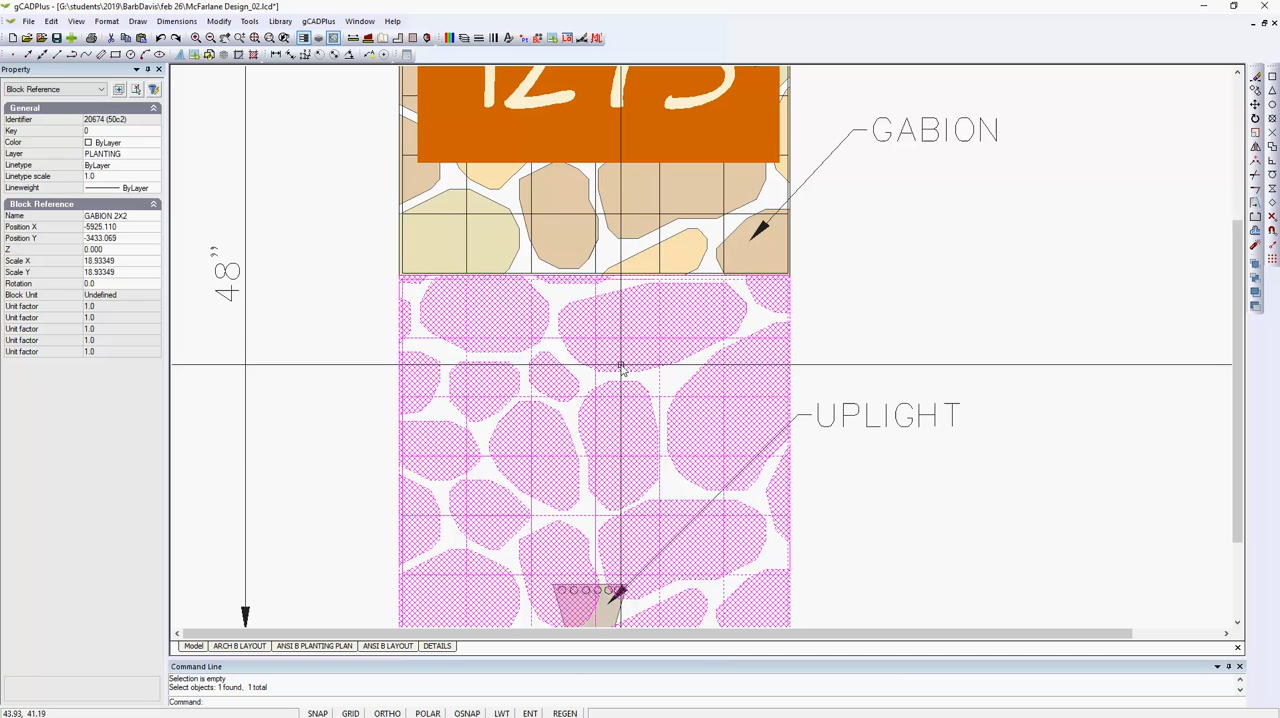 gCADPlus - [G:\students\2019\BarbDavis\feb 26\McFarlane Design_02.lcd*]
File Edit View Format Draw Dimensions Modify Tools Library gCADPlus Window Help
Property
Block Reference
General
Identifier 20674 (50c2)
Key 0
Color ByLayer
Layer PLANTING
Linetype ByLayer
Linetype scale 1.0
Lineweight ByLayer
Block Reference
Name GABION 2X2
Position X -5925.110
Position Y -3433.069
Z 0.000
Scale X 18.93349
Scale Y 18.93349
Rotation 0.0
Block Unit Undefined
Unit factor 1.0
Unit factor 1.0
Unit factor 1.0
Unit factor 1.0
1275
GABION
48"
UPLIGHT
Model ARCH B LAYOUT ANSI B PLANTING PLAN ANSI B LAYOUT DETAILS
Command Line
Selection is empty
Select objects: 1 found, 1 total
Command:
43.93, 41.19 SNAP GRID ORTHO POLAR OSNAP LWT ENT REGEN